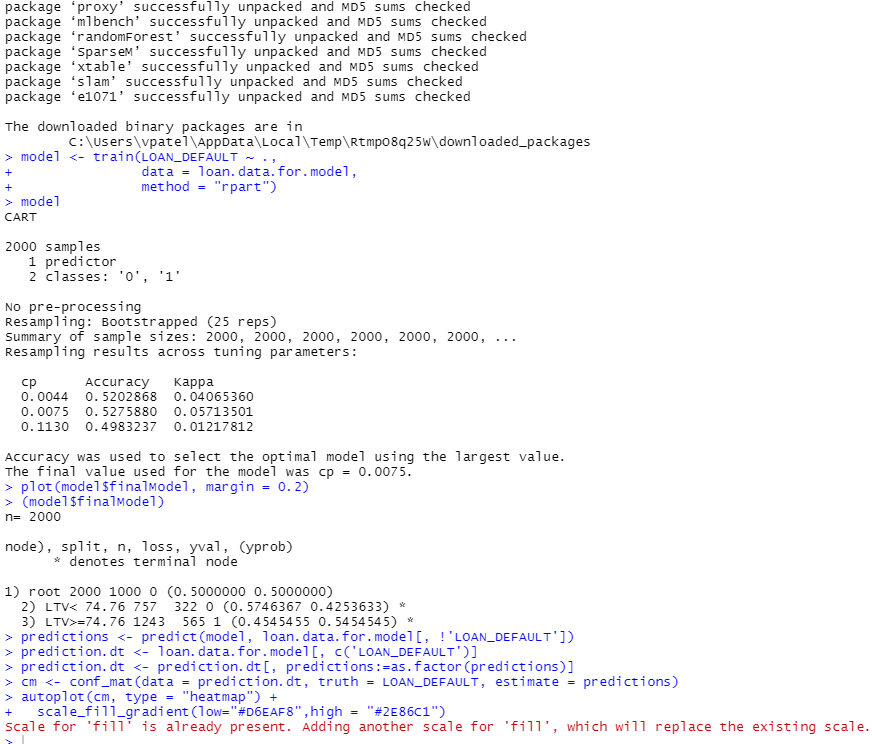 package ‘proxy’ successfully unpacked and MD5 sums checked
package ‘mlbench’ successfully unpacked and MD5 sums checked
package ‘randomForest’ successfully unpacked and MD5 sums checked
package ‘SparseM’ successfully unpacked and MD5 sums checked
package ‘xtable’ successfully unpacked and MD5 sums checked
package ‘slam’ successfully unpacked and MD5 sums checked
package ‘e1071’ successfully unpacked and MD5 sums checked

The downloaded binary packages are in
        C:\Users\vpatel\AppData\Local\Temp\RtmpO8q25W\downloaded_packages
> model <- train(LOAN_DEFAULT ~ .,
+                data = loan.data.for.model,
+                method = "rpart")
> model
CART

2000 samples
   1 predictor
   2 classes: '0', '1'

No pre-processing
Resampling: Bootstrapped (25 reps)
Summary of sample sizes: 2000, 2000, 2000, 2000, 2000, 2000, ...
Resampling results across tuning parameters:

  cp      Accuracy   Kappa
  0.0044  0.5202868  0.04065360
  0.0075  0.5275880  0.05713501
  0.1130  0.4983237  0.01217812

Accuracy was used to select the optimal model using the largest value.
The final value used for the model was cp = 0.0075.
> plot(model$finalModel, margin = 0.2)
> (model$finalModel)
n= 2000

node), split, n, loss, yval, (yprob)
      * denotes terminal node

1) root 2000 1000 0 (0.5000000 0.5000000)
  2) LTV< 74.76 757  322 0 (0.5746367 0.4253633) *
  3) LTV>=74.76 1243  565 1 (0.4545455 0.5454545) *
> predictions <- predict(model, loan.data.for.model[, !'LOAN_DEFAULT'])
> prediction.dt <- loan.data.for.model[, c('LOAN_DEFAULT')]
> prediction.dt <- prediction.dt[, predictions:=as.factor(predictions)]
> cm <- conf_mat(data = prediction.dt, truth = LOAN_DEFAULT, estimate = predictions)
> autoplot(cm, type = "heatmap") +
+   scale_fill_gradient(low="#D6EAF8",high = "#2E86C1")
Scale for 'fill' is already present. Adding another scale for 'fill', which will replace the existing scale.
>